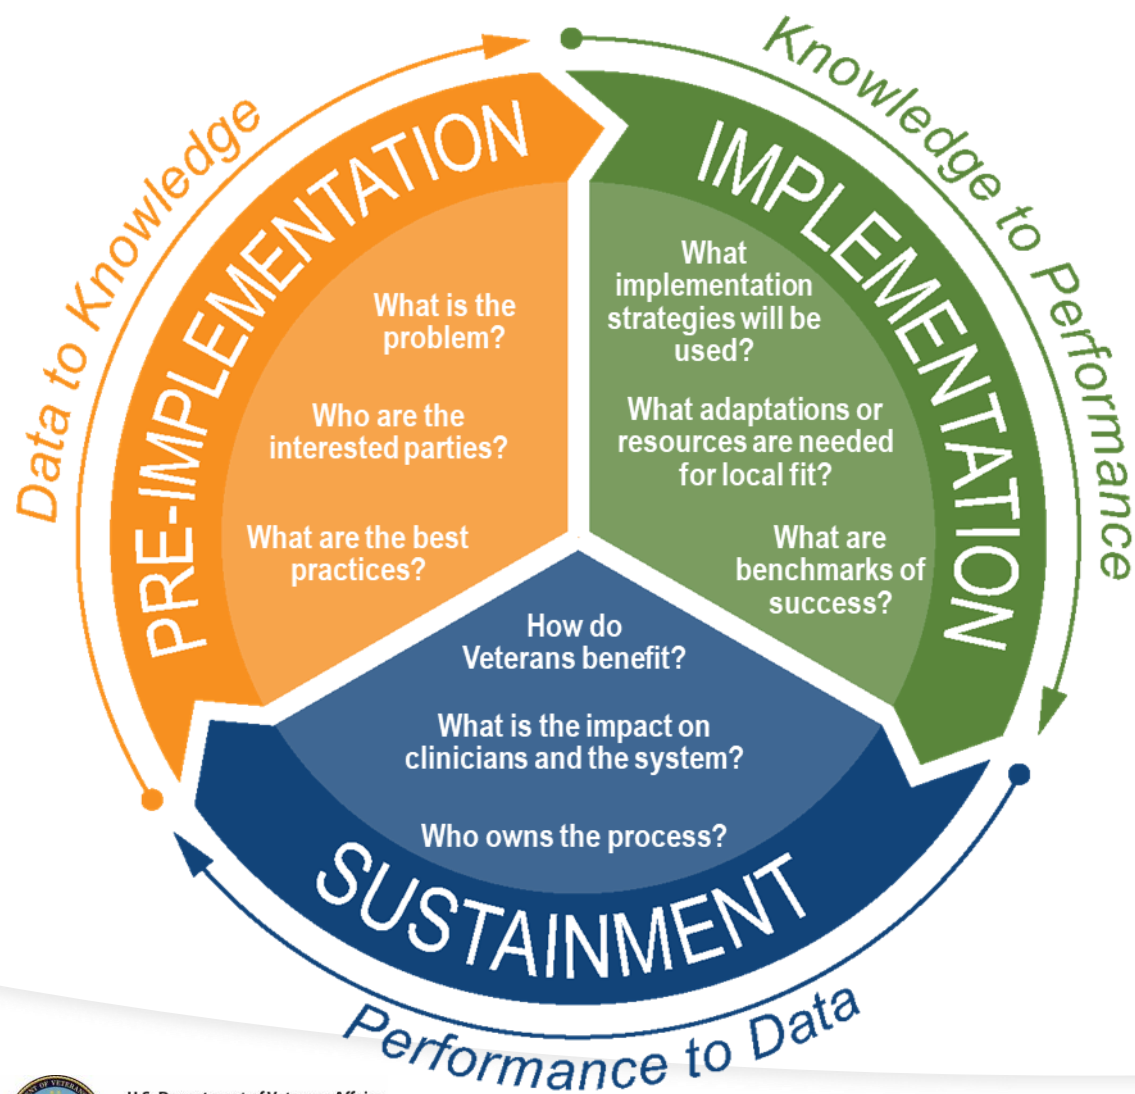 Data to Knowledge
PRE-IMPLEMENTATION
What is the
problem?
Who are the
interested parties?
What are the best
practices?
Knowledge to Performance
IMPLEMENTATION
What
implementation
strategies will be
used?
What adaptations or
resources are needed
for local fit?
What are
benchmarks of
success?
How do
Veterans benefit?
What is the impact on
clinicians and the system?
Who owns the process?
SUSTAINMENT
Performance to Data